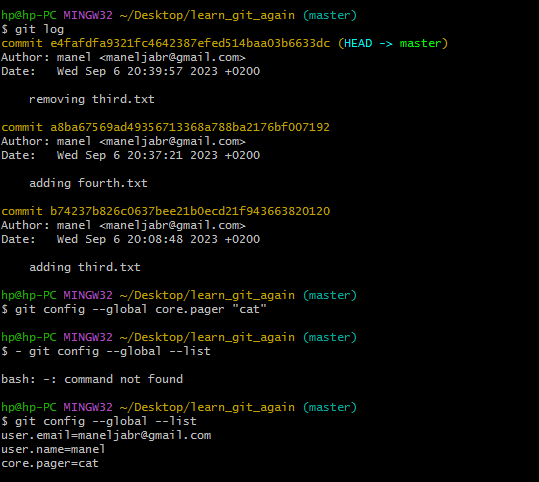 hp@hp-PC MINGW32 ~/Desktop/learn_git_again (master)
$ git log
commit e4fafdfa9321fc4642387efed514baa03b6633dc (HEAD -> master)
Author: manel <maneljabr@gmail.com>
Date:   Wed Sep 6 20:39:57 2023 +0200
    removing third.txt
commit a8ba67569ad49356713368a788ba2176bf007192
Author: manel <maneljabr@gmail.com>
Date:   Wed Sep 6 20:37:21 2023 +0200
    adding fourth.txt
commit b74237b826c0637bee21b0ecd21f943663820120
Author: manel <maneljabr@gmail.com>
Date:   Wed Sep 6 20:08:48 2023 +0200
    adding third.txt
hp@hp-PC MINGW32 ~/Desktop/learn_git_again (master)
$ git config --global core.pager "cat"
hp@hp-PC MINGW32 ~/Desktop/learn_git_again (master)
$ - git config --global --list
bash: -: command not found
hp@hp-PC MINGW32 ~/Desktop/learn_git_again (master)
$ git config --global --list
user.email=maneljabr@gmail.com
user.name=manel
core.pager=cat